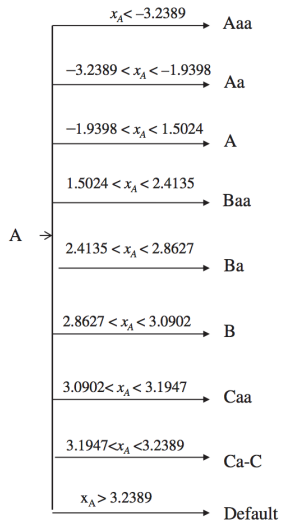 x_A< −3.2389
Aaa
−3.2389 < x_A < −1.9398
Aa
−1.9398 < x_A < 1.5024
A
1.5024 < x_A < 2.4135
Baa
A
2.4135 < x_A < 2.8627
Ba
2.8627 < x_A < 3.0902
B
3.0902< x_A < 3.1947
Caa
3.1947<x_A <3.2389
Ca-C
x_A > 3.2389
Default